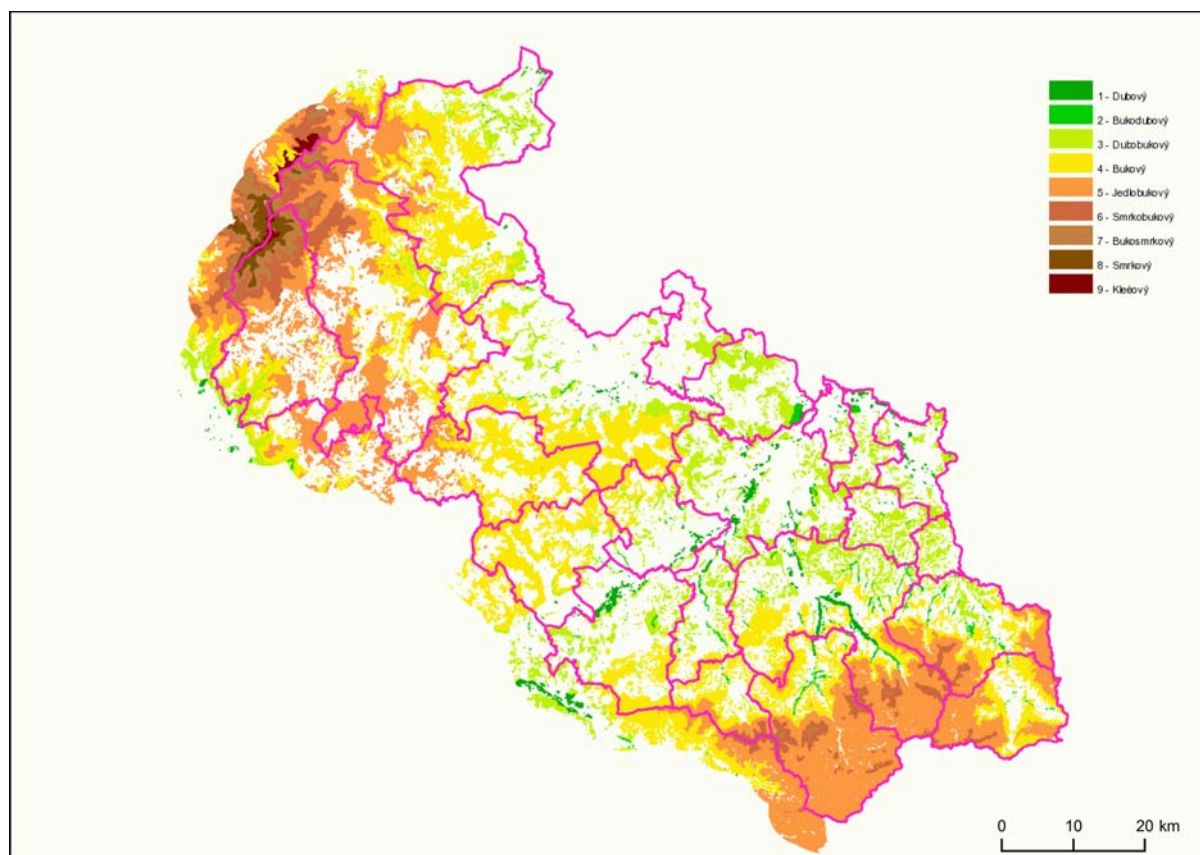 1 - Dubový
2 - Bukodubový
3 - Dubobukový
4 - Bukový
5 - Jedlobukový
6 - Smrkobukový
7 - Bukosmrkový
8 - Smrkový
9 - Klečový
0 10 20 km